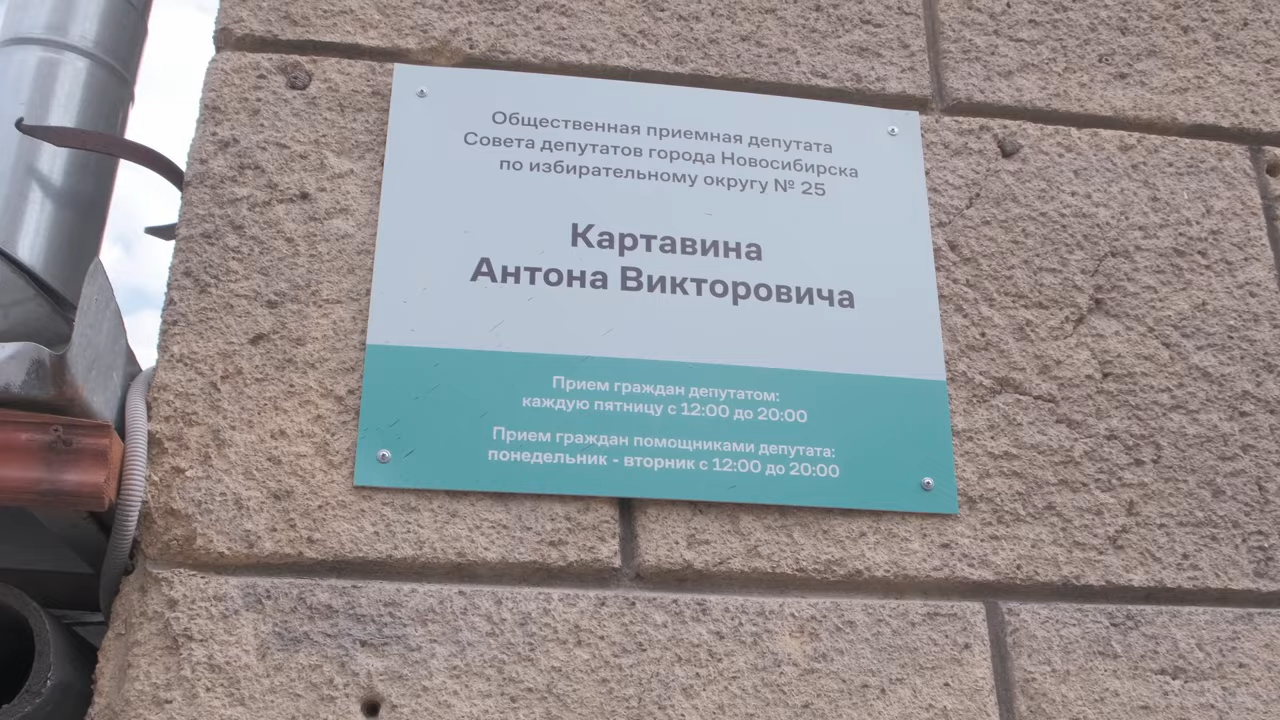 Общественная приемная депутата
Совета депутатов города Новосибирска
по избирательному округу № 25
Картавина
Антона Викторовича
Прием граждан депутатом:
каждую пятницу с 12:00 до 20:00
Прием граждан помощниками депутата:
понедельник - вторник с 12:00 до 20:00